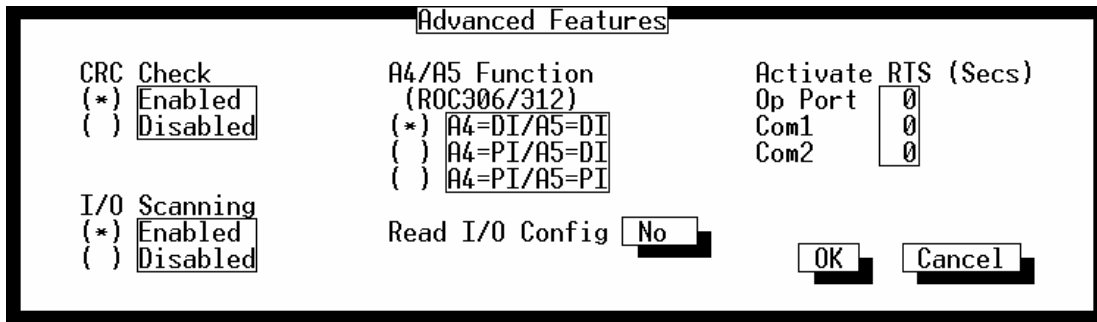 Advanced Features
CRC Check
(*) Enabled
( ) Disabled
I/O Scanning
(*) Enabled
( ) Disabled
A4/A5 Function
(ROC306/312)
(*) A4=DI/A5=DI
( ) A4=PI/A5=DI
( ) A4=PI/A5=PI
Read I/O Config No
Activate RTS (Secs)
Op Port 0
Com1 0
Com2 0
OK Cancel